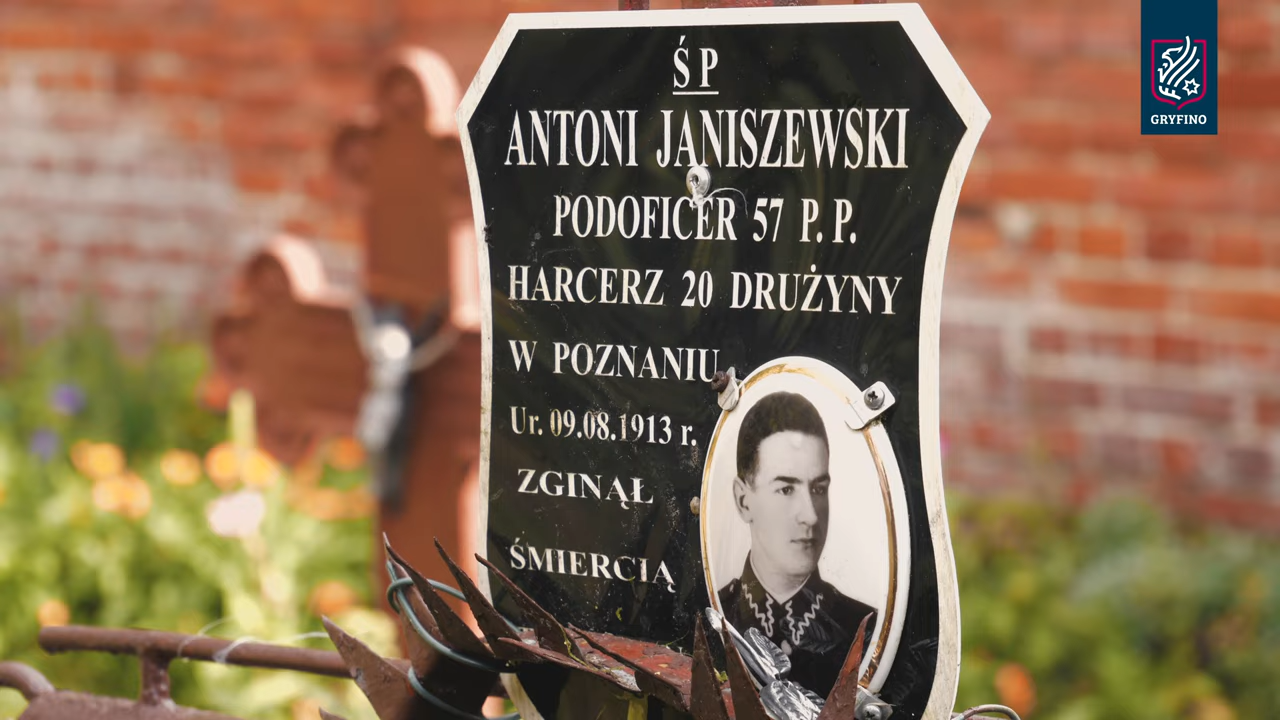 ŚP
ANTONI JANISZEWSKI
PODOFICER 57 P.P.
HARCERZ 20 DRUŻYNY
W POZNANIU
Ur. 09.08.1913 r.
ZGINĄŁ
ŚMIERCIĄ
GRYFINO